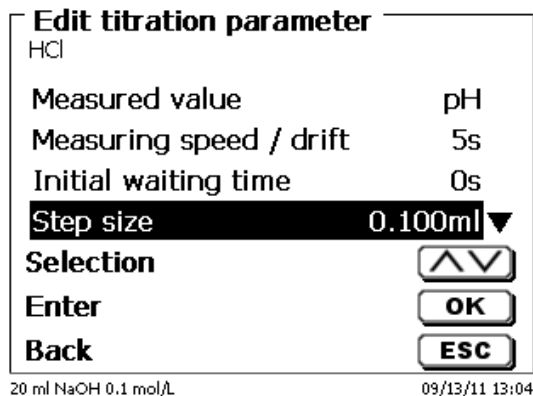 Edit titration parameter
HCl
Measured value pH
Measuring speed / drift 5s
Initial waiting time 0s
Step size 0.100ml
Selection
Enter OK
Back ESC
20 ml NaOH 0.1 mol/L 09/13/11 13:04